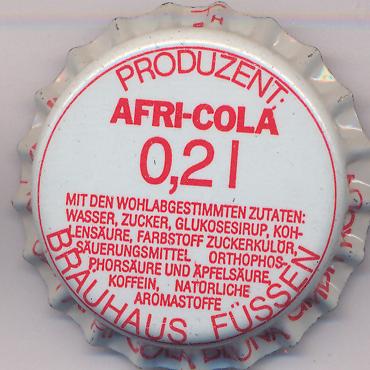 PRODUZENT:
AFRI-COLA
0,2 l
MIT DEN WOHLABGESTIMMTEN ZUTATEN:
WASSER, ZUCKER, GLUKOSESIRUP, KOH-
LENSÄURE, FARBSTOFF ZUCKERKULÖR,
SÄUERUNGSMITTEL ORTHOPHOS-
PHORSÄURE UND ÄPFELSÄURE,
KOFFEIN, NATÜRLICHE
AROMASTOFFE
BRAUHAUS FÜSSEN